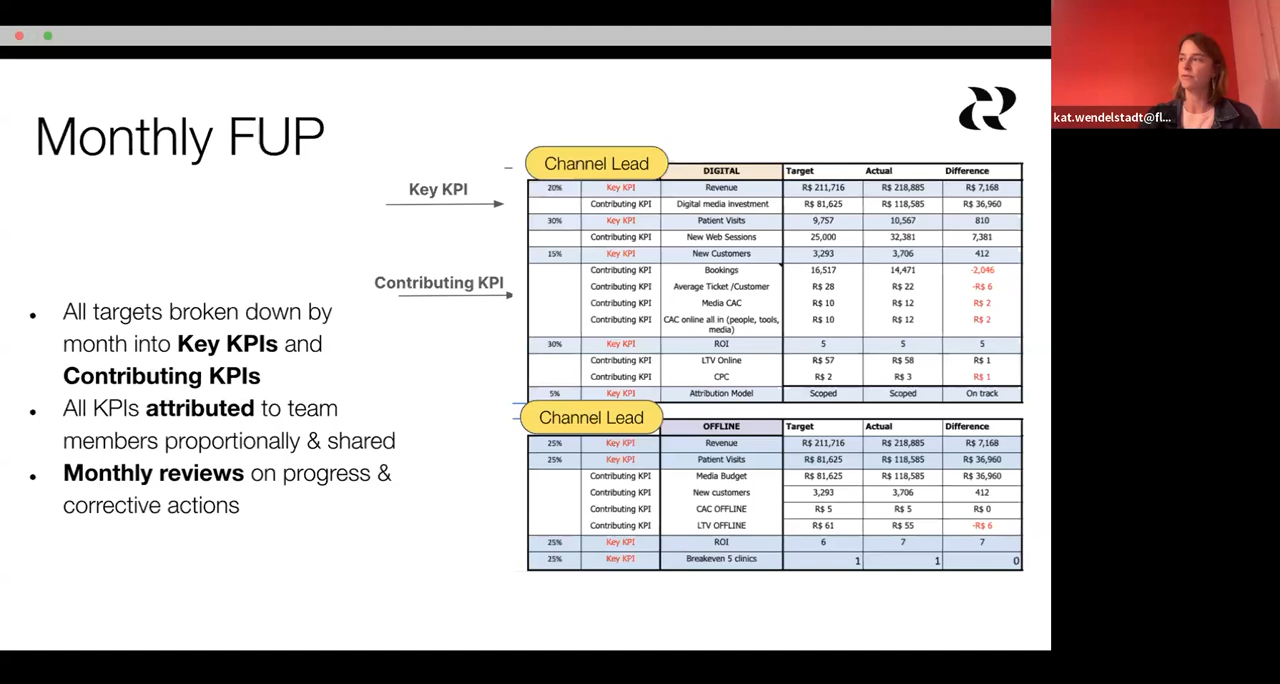 Monthly FUP
Key KPI
Contributing KPI
All targets broken down by
month into Key KPIs and
Contributing KPIs
All KPIs attributed to team
members proportionally & shared
Monthly reviews on progress &
corrective actions
Channel Lead
DIGITAL Target Actual Difference
20% Key KPI Revenue R$ 211,716 R$ 218,885 R$ 7,168
Contributing KPI Digital media investment R$ 81,625 R$ 118,585 R$ 36,960
30% Key KPI Patient Visits 9,757 10,567 810
Contributing KPI New Web Sessions 25,000 32,381 7,381
15% Key KPI New Customers 3,293 3,706 412
Contributing KPI Bookings 16,517 14,471 -2,046
Contributing KPI Average Ticket /Customer R$ 28 R$ 22 -R$ 6
Contributing KPI Media CAC R$ 10 R$ 12 R$ 2
Contributing KPI CAC online all in (people, tools, R$ 10 R$ 12 R$ 2
media)
30% Key KPI ROI 5 5 5
Contributing KPI LTV Online R$ 57 R$ 58 R$ 1
Contributing KPI CPC R$ 2 R$ 3 R$ 1
5% Key KPI Attribution Model Scoped Scoped On track
Channel Lead
OFFLINE Target Actual Difference
25% Key KPI Revenue R$ 211,716 R$ 218,885 R$ 7,168
25% Key KPI Patient Visits R$ 81,625 R$ 118,585 R$ 36,960
Contributing KPI Media Budget R$ 81,625 R$ 118,585 R$ 36,960
Contributing KPI New customers 3,293 3,706 412
Contributing KPI CAC OFFLINE R$ 5 R$ 5 R$ 0
Contributing KPI LTV OFFLINE R$ 61 R$ 55 -R$ 6
25% Key KPI ROI 6 7 7
25% Key KPI Breakeven 5 clinics 1 1 0
kat.wendelstadt@fl...